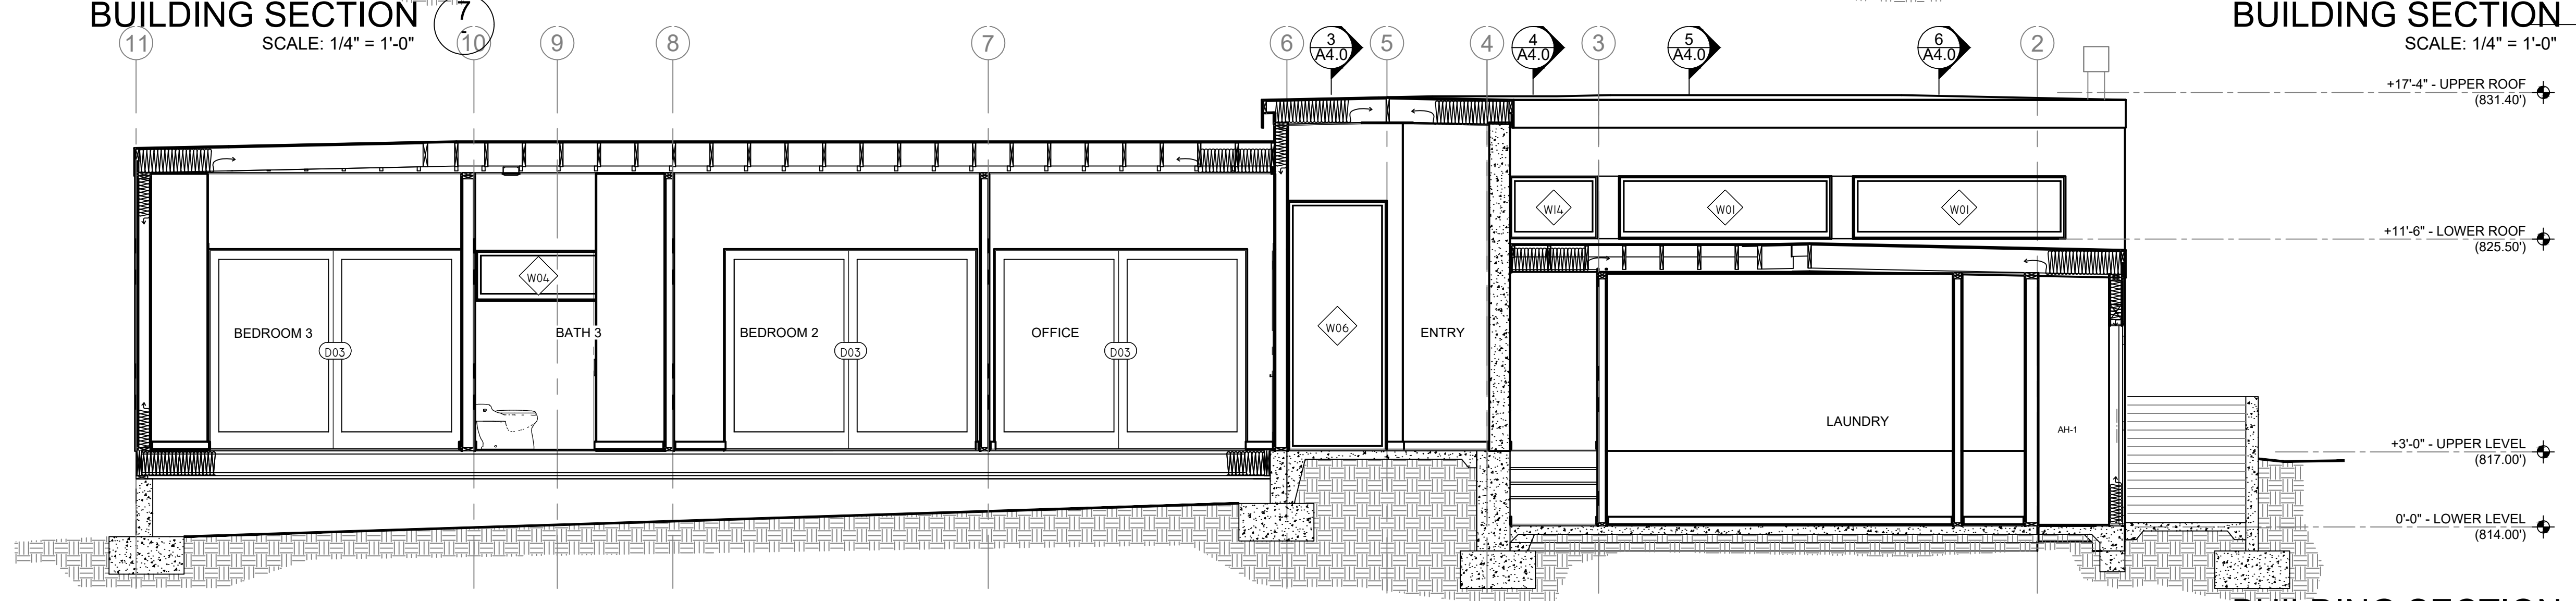 BUILDING SECTION
7
SCALE: 1/4" = 1'-0"
BUILDING SECTION
SCALE: 1/4" = 1'-0"
11
10
9
8
7
6
3
A4.0
5
4
4
A4.0
3
5
A4.0
6
A4.0
2
+17'-4" - UPPER ROOF
(831.40')
W14
W01
W01
+11'-6" - LOWER ROOF
(825.50')
W04
BEDROOM 3
D03
BATH 3
BEDROOM 2
D03
OFFICE
D03
W06
ENTRY
LAUNDRY
AH-1
+3'-0" - UPPER LEVEL
(817.00')
0'-0" - LOWER LEVEL
(814.00')